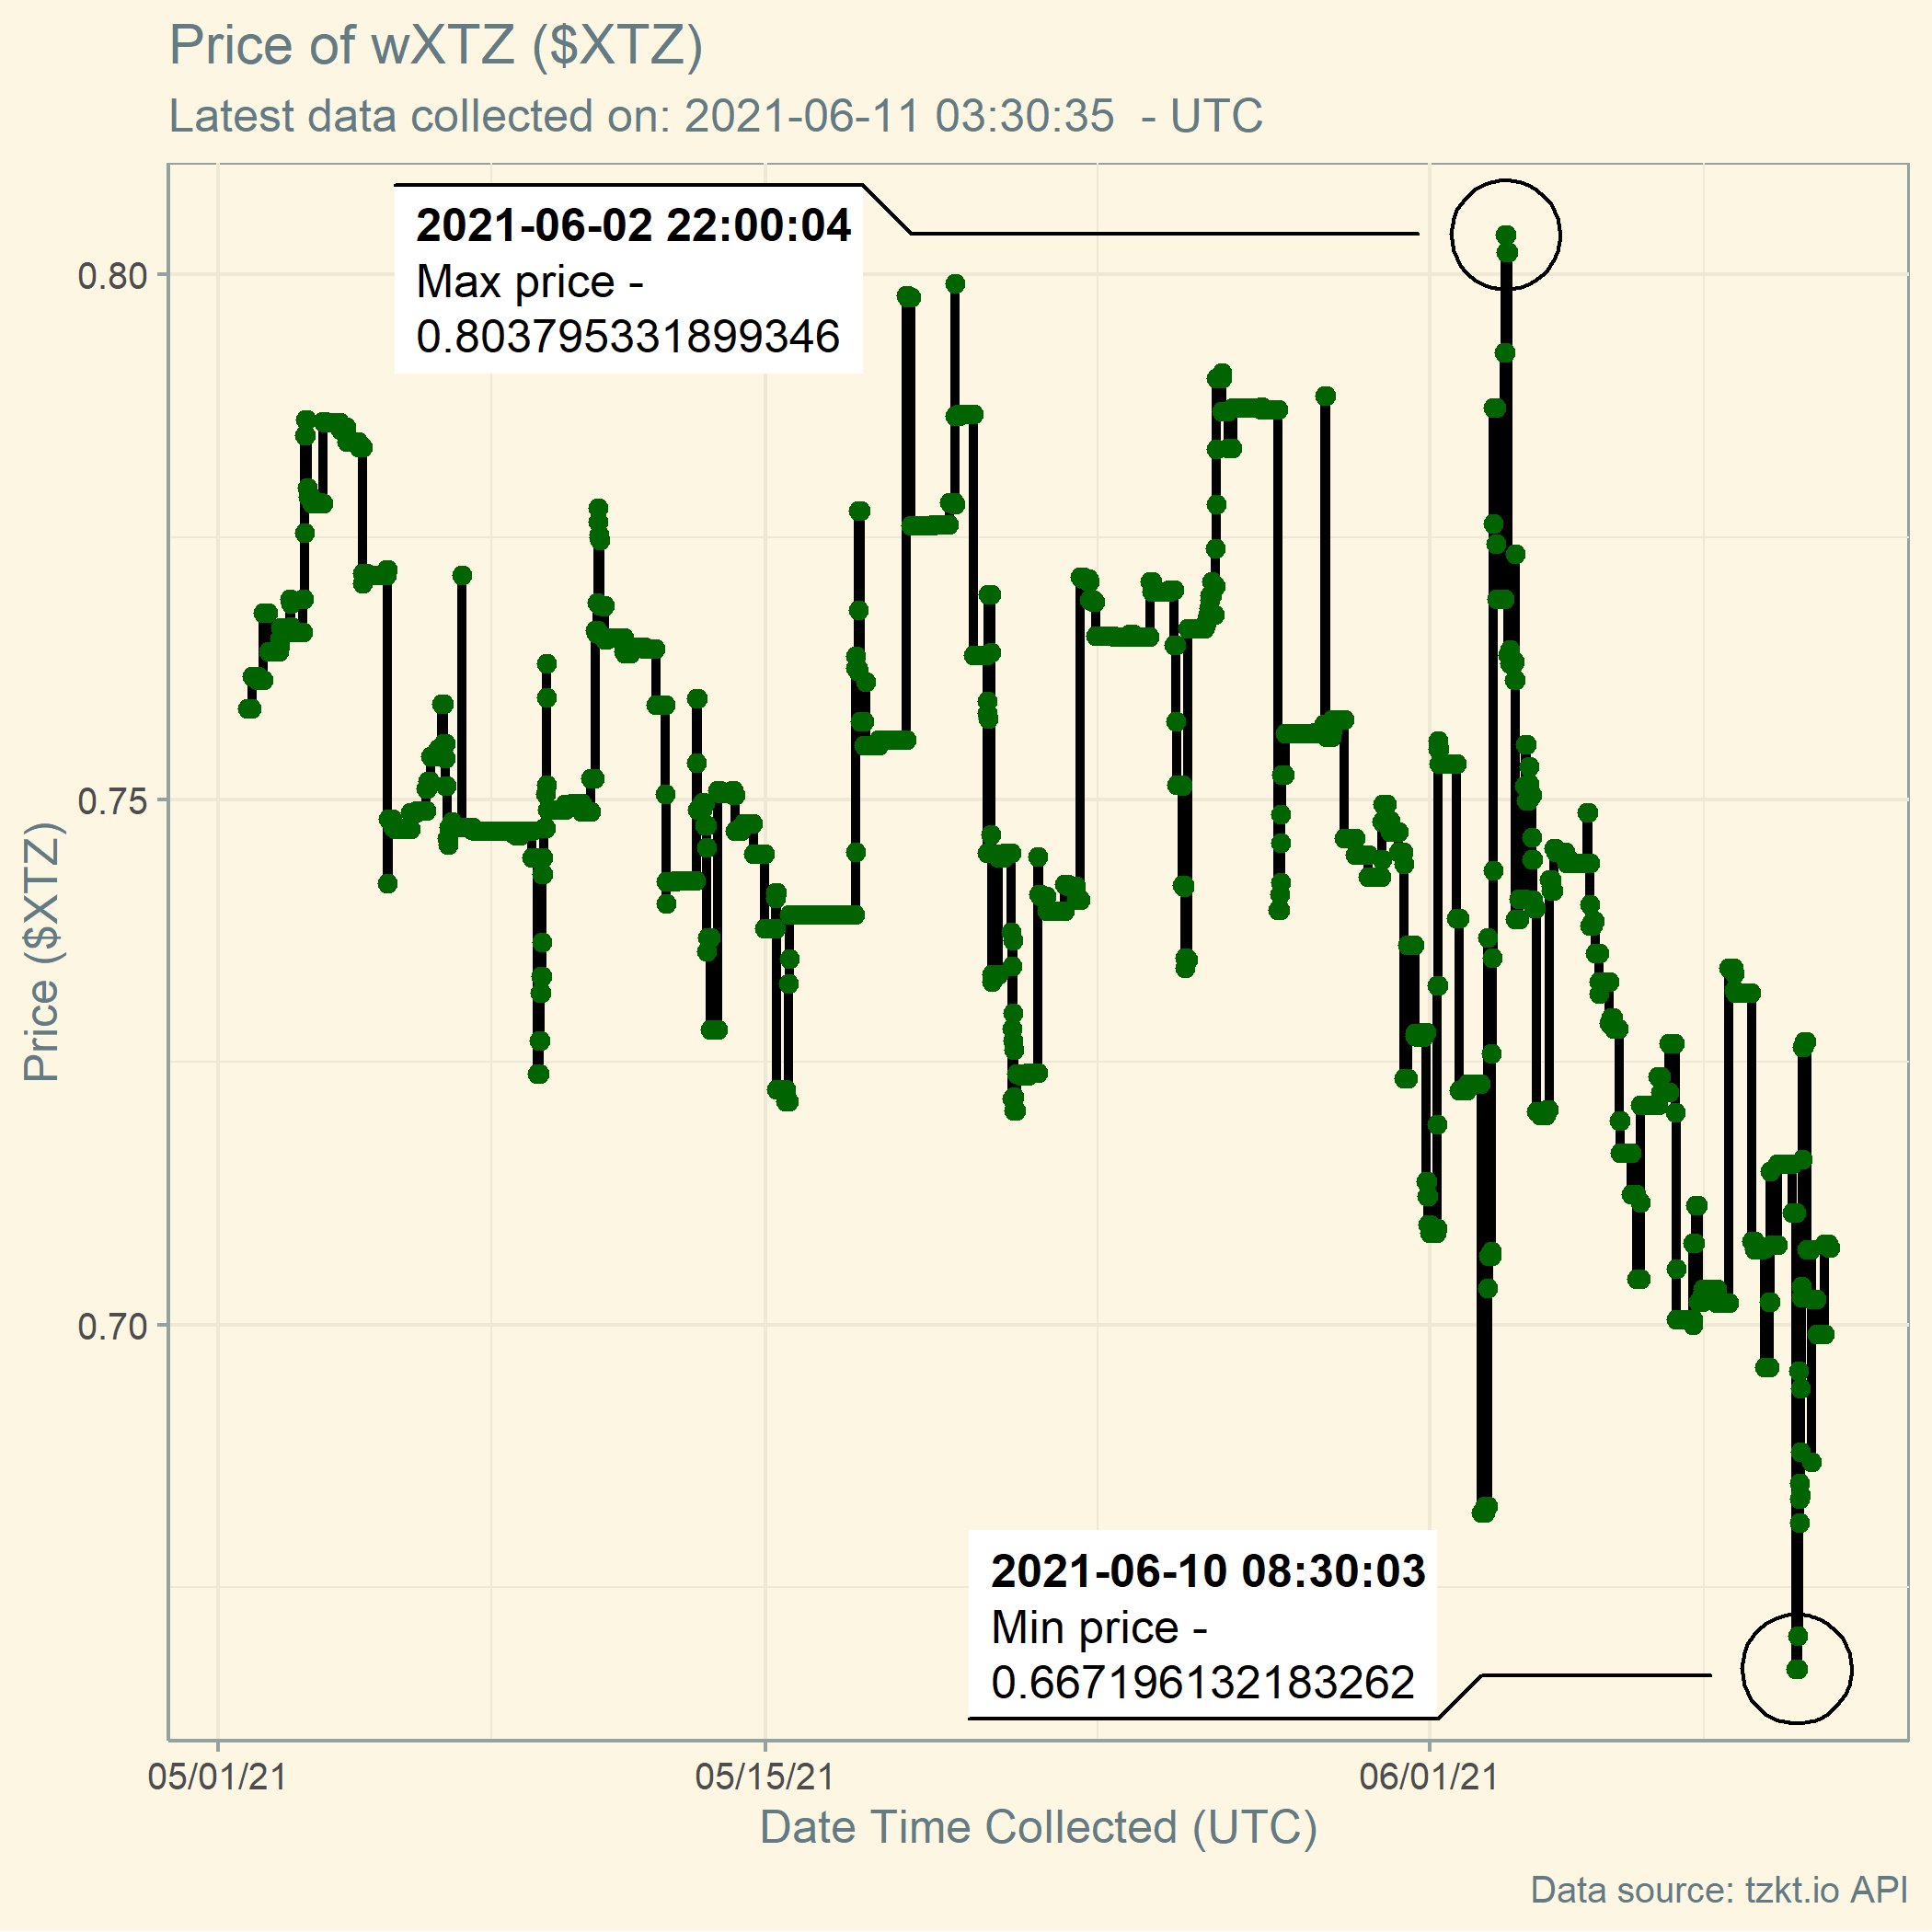 Price of wXTZ ($XTZ)
Latest data collected on: 2021-06-11 03:30:35  - UTC
2021-06-02 22:00:04
Max price -
0.803795331899346
0.80
0.75
0.70
Price ($XTZ)
2021-06-10 08:30:03
Min price -
0.667196132183262
05/01/21
05/15/21
06/01/21
Date Time Collected (UTC)
Data source: tzkt.io API